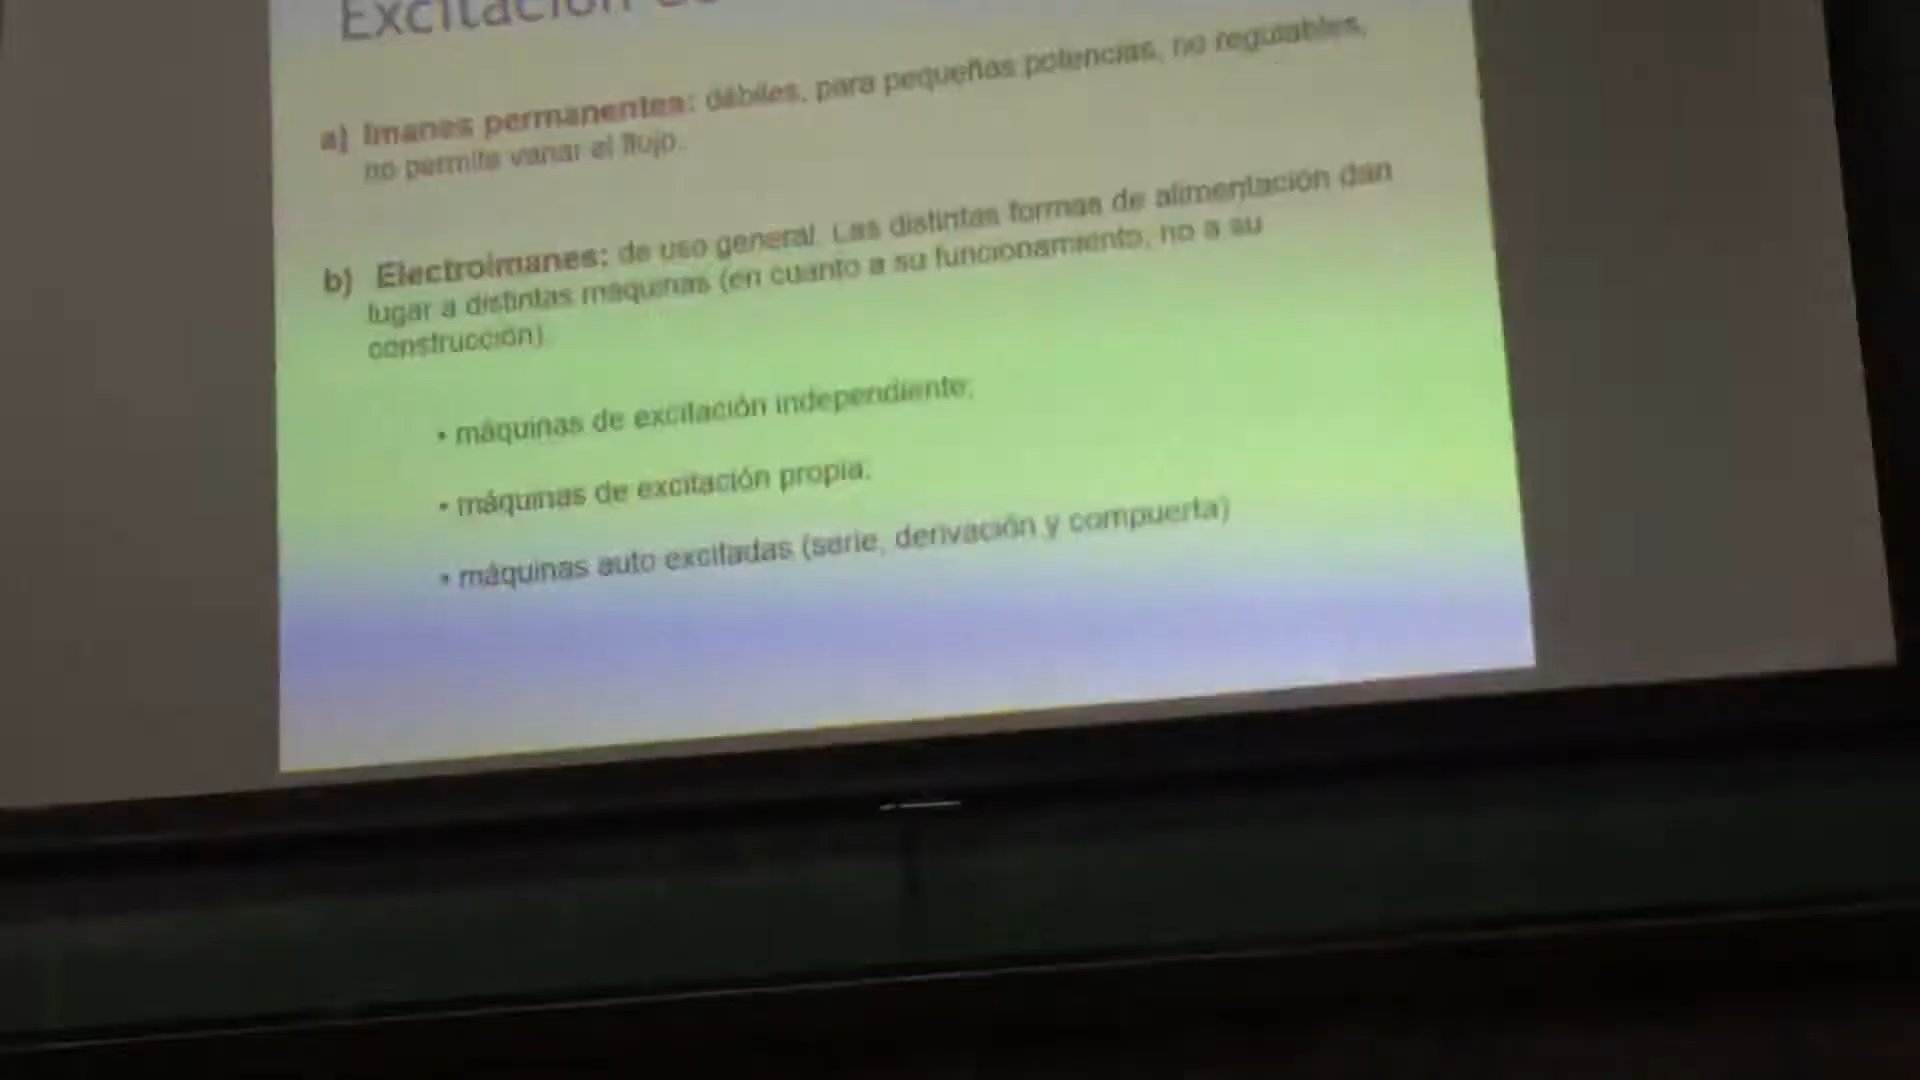 Excitación
a) Imanes permanentes: débiles, para pequeñas potencias, no regulables,
no permite variar el flujo.
b) Electroimanes: de uso general. Las distintas formas de alimentación dan
lugar a distintas máquinas (en cuanto a su funcionamiento, no a su
construcción).
• máquinas de excitación independiente;
• máquinas de excitación propia;
• máquinas auto excitadas (serie, derivación y compuerta)